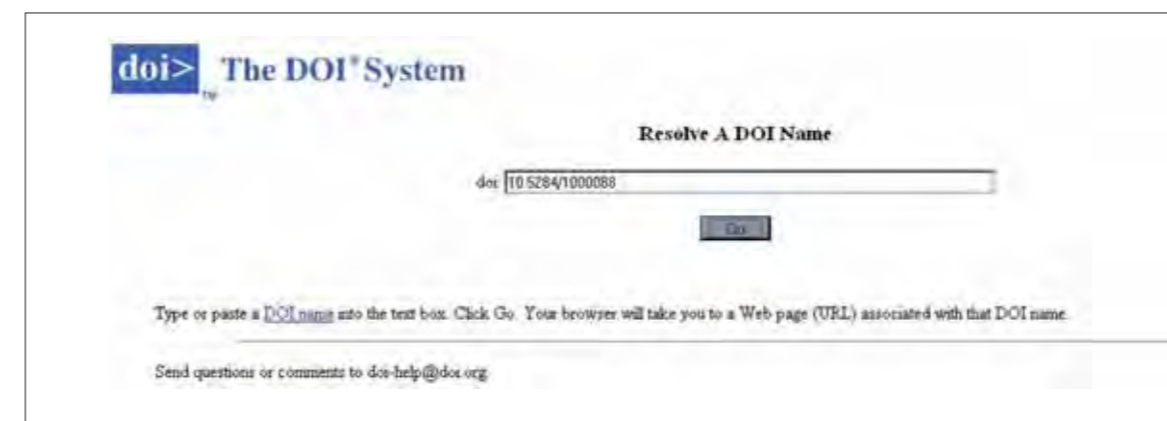 doi> The DOI® System
TM
Resolve A DOI Name
doi: 10.5284/1000088
Go
Type or paste a DOI name into the text box. Click Go. Your browser will take you to a Web page (URL) associated with that DOI name.
Send questions or comments to doi-help@doi.org